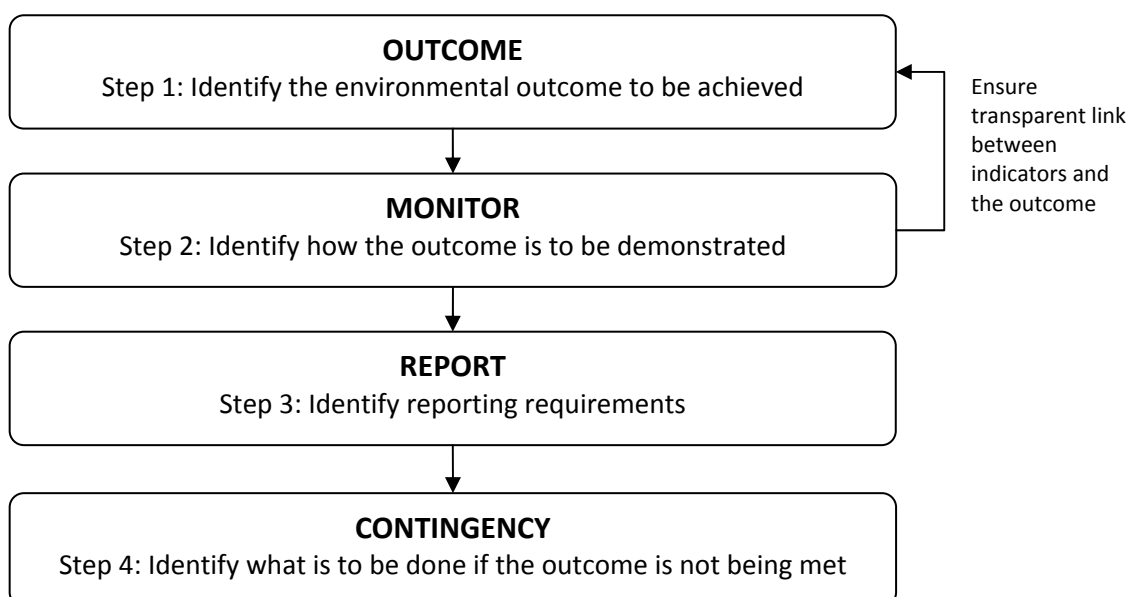 OUTCOME
Step 1: Identify the environmental outcome to be achieved
Ensure
transparent link
between
indicators and
the outcome
MONITOR
Step 2: Identify how the outcome is to be demonstrated
REPORT
Step 3: Identify reporting requirements
CONTINGENCY
Step 4: Identify what is to be done if the outcome is not being met